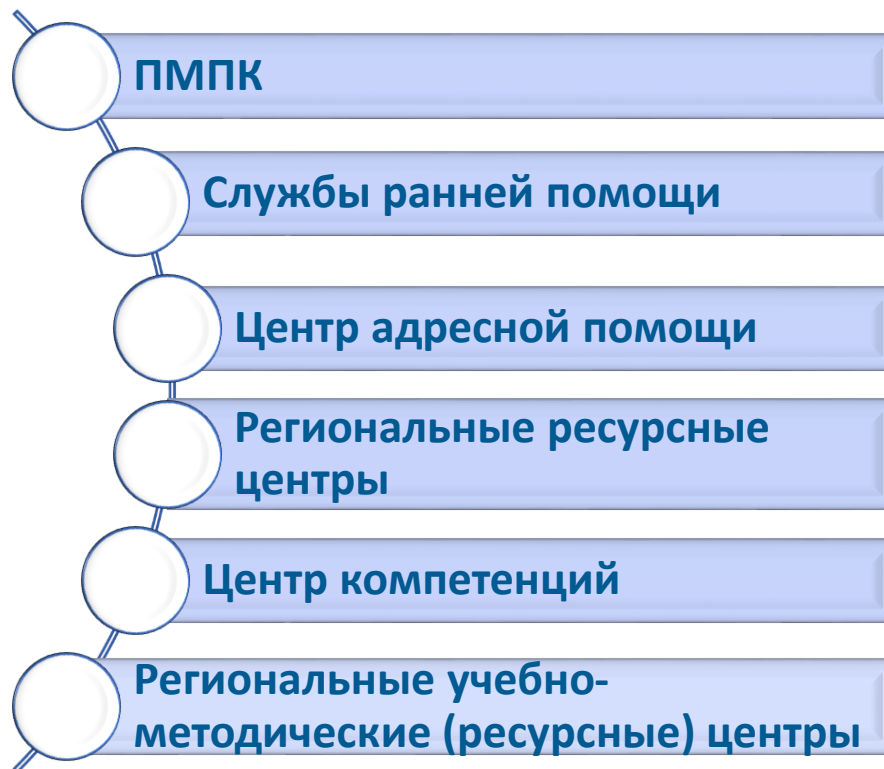 ПМПК
Службы ранней помощи
Центр адресной помощи
Региональные ресурсные
центры
Центр компетенций
Региональные учебно-
методические (ресурсные) центры